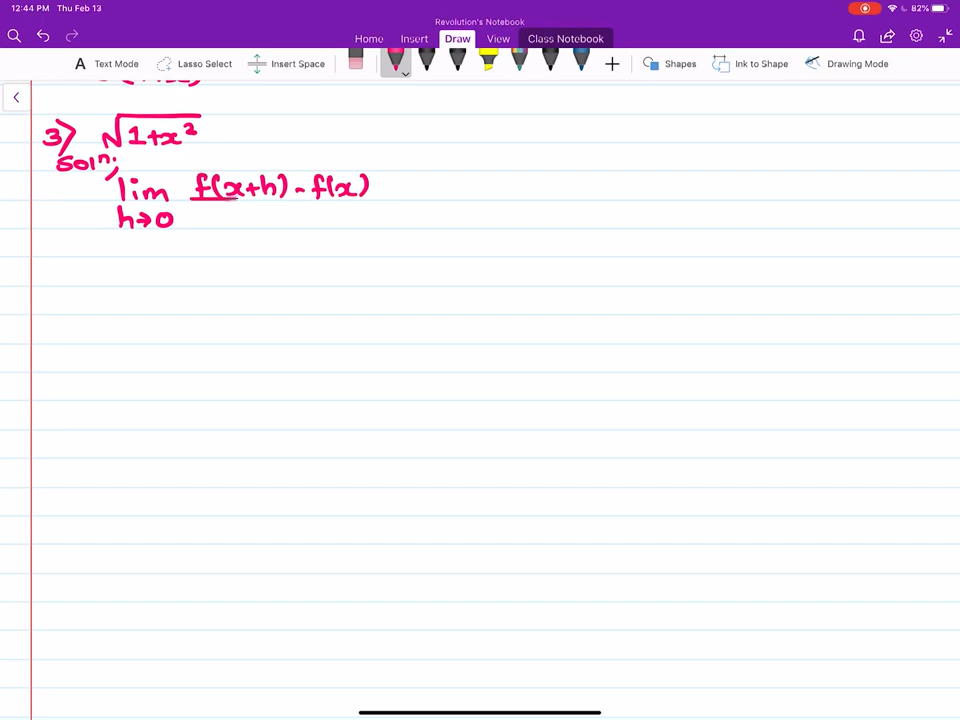 12:44 PM Thu Feb 13
82%
Revolution's Notebook
Home Insert Draw View Class Notebook
A Text Mode Lasso Select Insert Space Shapes Ink to Shape Drawing Mode
3> √1+x²
Soln;
lim f(x+h) - f(x)
h→0